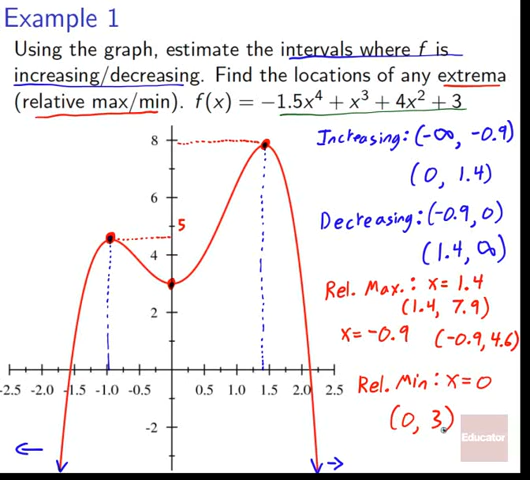 Example 1
Using the graph, estimate the intervals where f is
increasing/decreasing. Find the locations of any extrema
(relative max/min). f(x) = −1.5x⁴ + x³ + 4x² + 3
Increasing: (-∞, -0.9)
(0, 1.4)
Decreasing: (-0.9, 0)
(1.4, ∞)
Rel. Max.: x = 1.4
(1.4, 7.9)
x = -0.9 (-0.9, 4.6)
Rel. Min: x = 0
(0, 3)
8
6
5
4
2
-2
-2.5 -2.0 -1.5 -1.0 -0.5 0.5 1.0 1.5 2.0 2.5
Educator